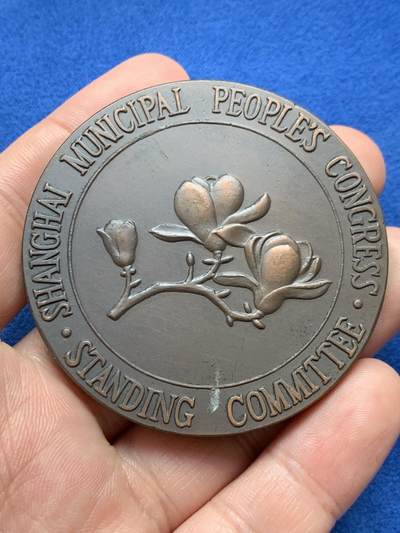 SHANGHAI MUNICIPAL PEOPLE'S CONGRESS
· STANDING COMMITTEE ·